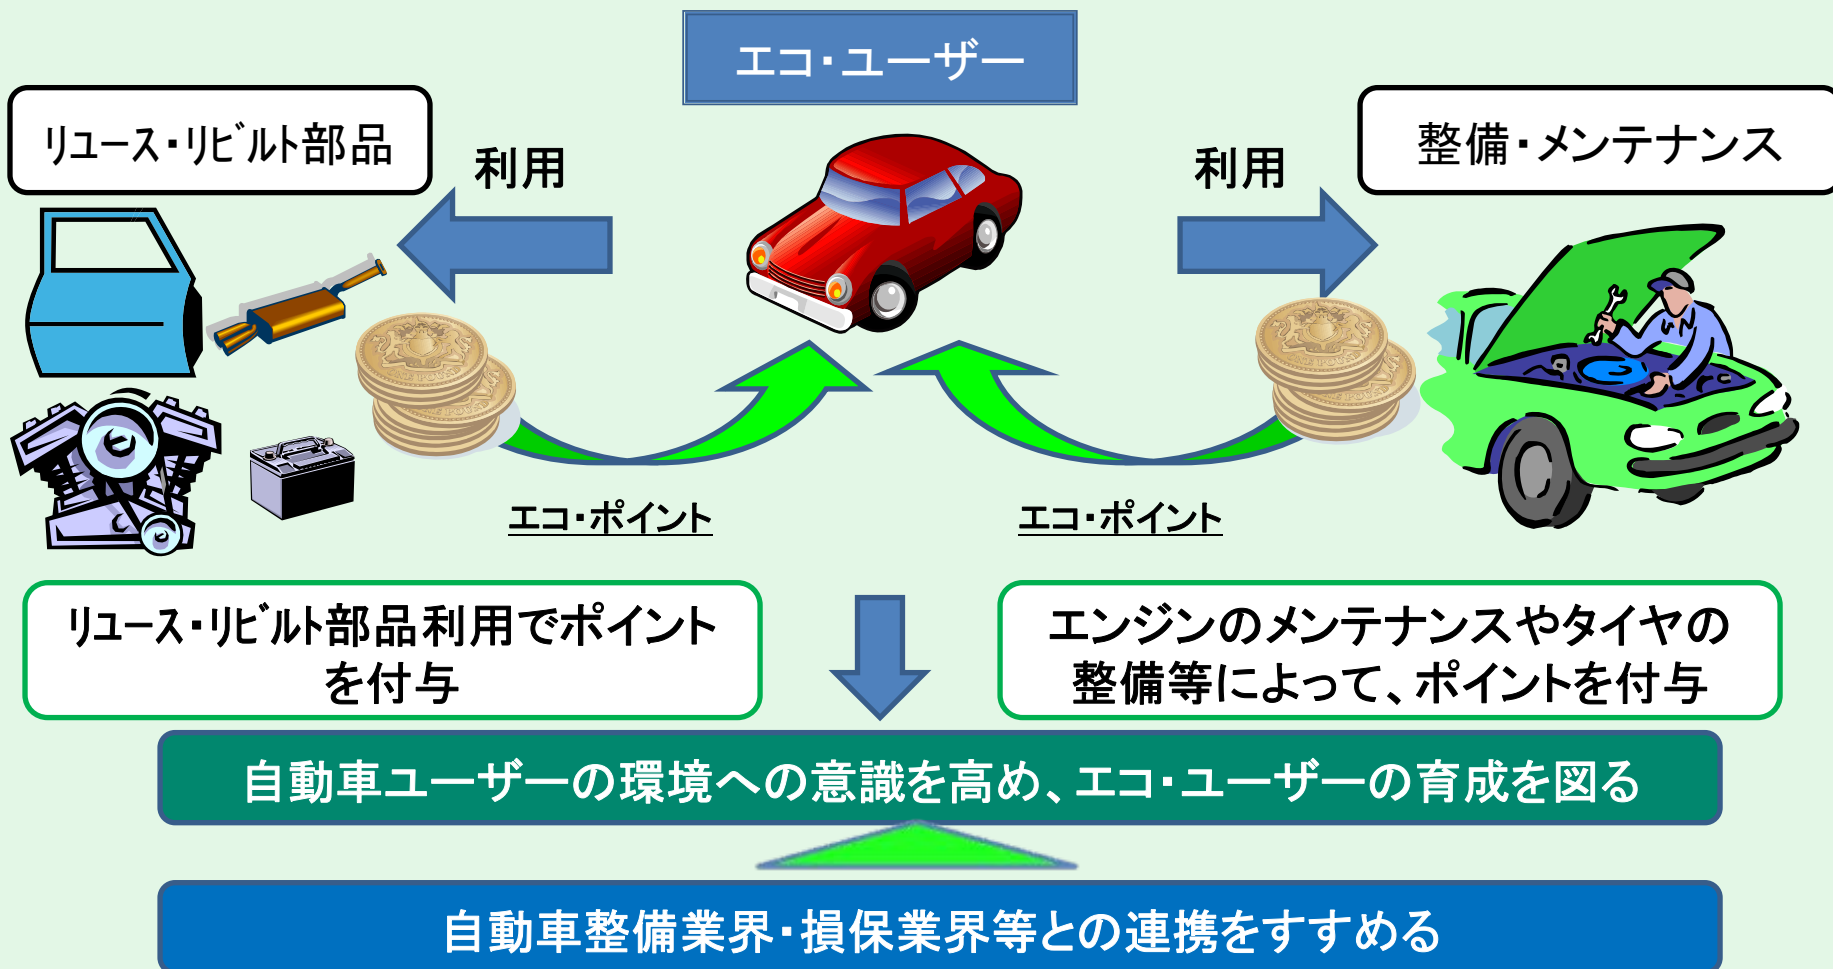 エコ・ユーザー
リユース・リビルト部品
利用
利用
整備・メンテナンス
エコ・ポイント
エコ・ポイント
リユース・リビルト部品利用でポイント
を付与
エンジンのメンテナンスやタイヤの
整備等によって、ポイントを付与
自動車ユーザーの環境への意識を高め、エコ・ユーザーの育成を図る
自動車整備業界・損保業界等との連携をすすめる